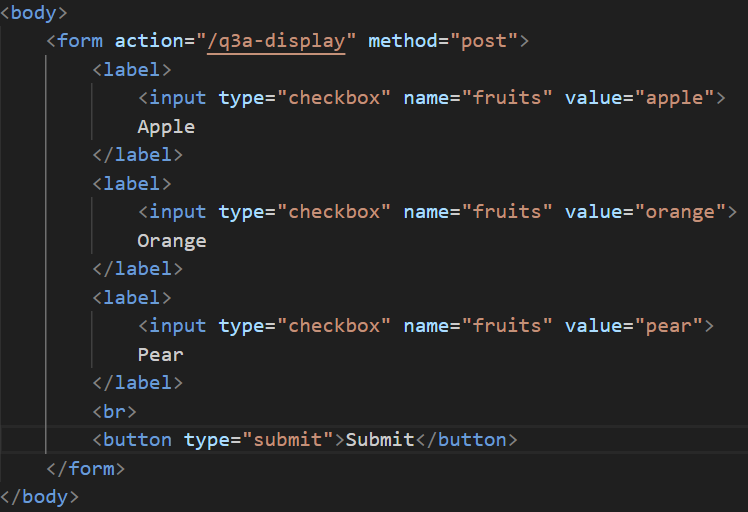 <body>
    <form action="/q3a-display" method="post">
        <label>
            <input type="checkbox" name="fruits" value="apple">
            Apple
        </label>
        <label>
            <input type="checkbox" name="fruits" value="orange">
            Orange
        </label>
        <label>
            <input type="checkbox" name="fruits" value="pear">
            Pear
        </label>
        <br>
        <button type="submit">Submit</button>
    </form>
</body>